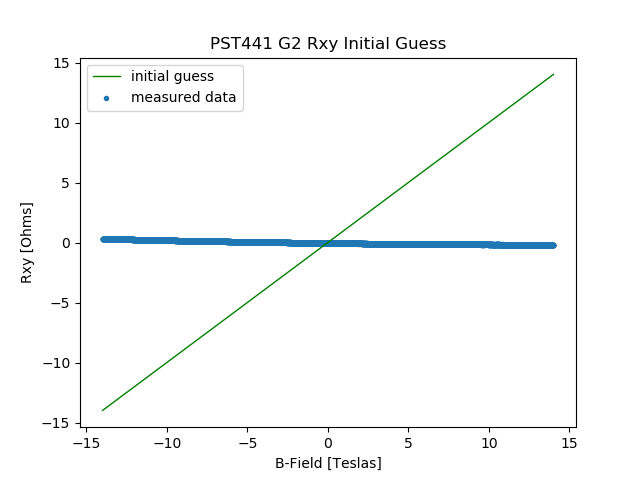 PST441 G2 Rxy Initial Guess
initial guess
measured data
15
10
5
0
−5
−10
−15
Rxy [Ohms]
−15 −10 −5 0 5 10 15
B-Field [Teslas]